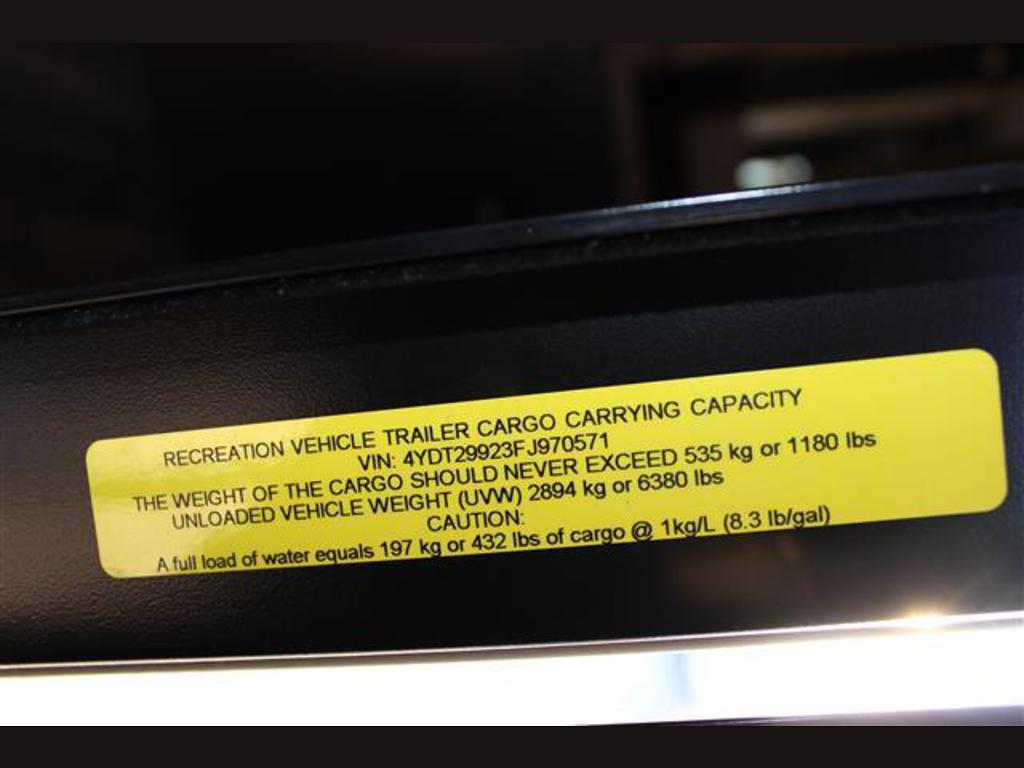 RECREATION VEHICLE TRAILER CARGO CARRYING CAPACITY
VIN: 4YDT29923FJ970571
THE WEIGHT OF THE CARGO SHOULD NEVER EXCEED 535 kg or 1180 lbs
UNLOADED VEHICLE WEIGHT (UVW) 2894 kg or 6380 lbs
CAUTION:
A full load of water equals 197 kg or 432 lbs of cargo @ 1kg/L (8.3 lb/gal)